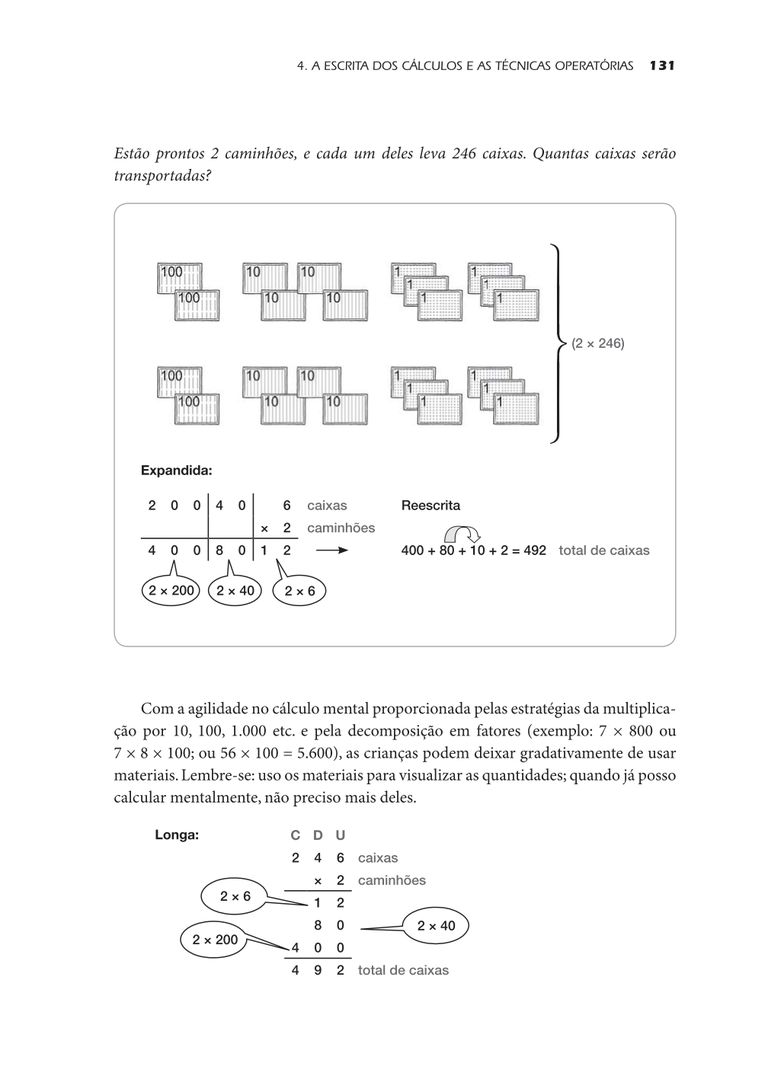 4. A ESCRITA DOS CÁLCULOS E AS TÉCNICAS OPERATÓRIAS 131
Estão prontos 2 caminhões, e cada um deles leva 246 caixas. Quantas caixas serão
transportadas?
100 10 10 1 1
1 1
100 10 10 1 1
(2 × 246)
100 10 10 1 1
1 1
100 10 10 1 1
Expandida:
2 0 0 4 0 6 caixas Reescrita
× 2 caminhões
4 0 0 8 0 1 2 400 + 80 + 10 + 2 = 492 total de caixas
2 × 200 2 × 40 2 × 6
Com a agilidade no cálculo mental proporcionada pelas estratégias da multiplica-
ção por 10, 100, 1.000 etc. e pela decomposição em fatores (exemplo: 7 × 800 ou
7 × 8 × 100; ou 56 × 100 = 5.600), as crianças podem deixar gradativamente de usar
materiais. Lembre-se: uso os materiais para visualizar as quantidades; quando já posso
calcular mentalmente, não preciso mais deles.
Longa: C D U
2 4 6 caixas
× 2 caminhões
2 × 6 1 2
8 0 2 × 40
2 × 200 4 0 0
4 9 2 total de caixas